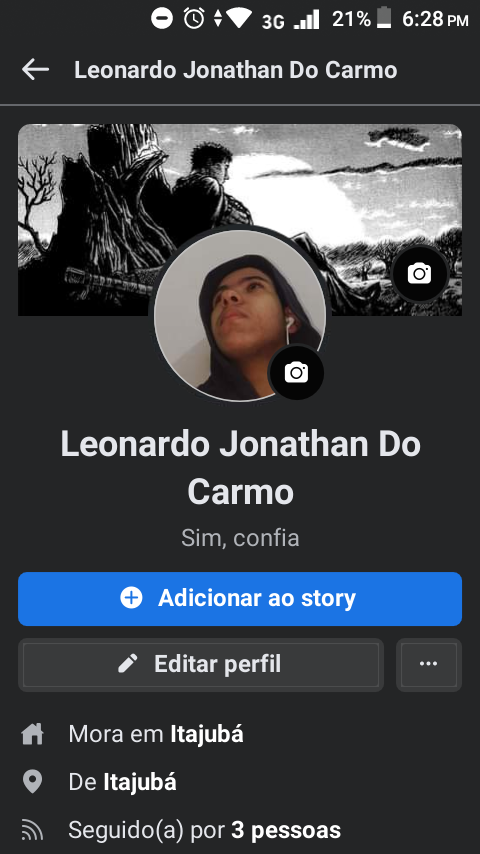 3G 21% 6:28 PM
Leonardo Jonathan Do Carmo
Leonardo Jonathan Do
Carmo
Sim, confia
Adicionar ao story
Editar perfil
Mora em Itajubá
De Itajubá
Seguido(a) por 3 pessoas